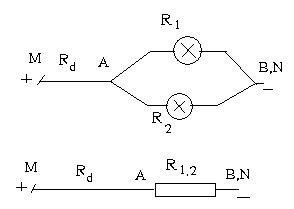 R1
M Rd A B,N
+ −
R2
M Rd A R1,2 B,N
+ −